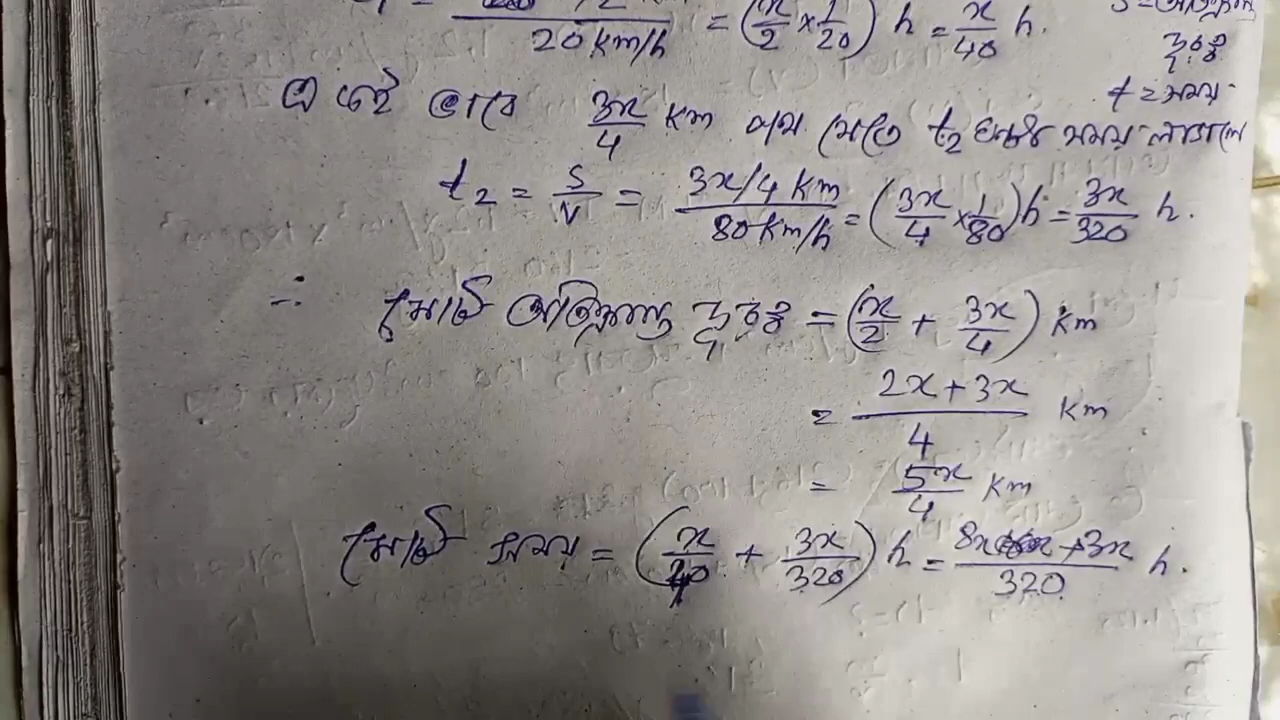 20 km/h = (x/2 × 1/20) h = x/40 h.
t = সময়
এই ভাবে 3x/4 km পথ যেতে t₂ ঘন্টা সময় লাগলে
t₂ = S/V = (3x/4 km)/(80 km/h) = (3x/4 × 1/80) h = 3x/320 h.
∴ মোট অতিক্রান্ত দূরত্ব = (x/2 + 3x/4) km
= (2x + 3x)/4 km
= 5x/4 km
মোট সময় = (x/40 + 3x/320) h = (8x + 3x)/320 h.